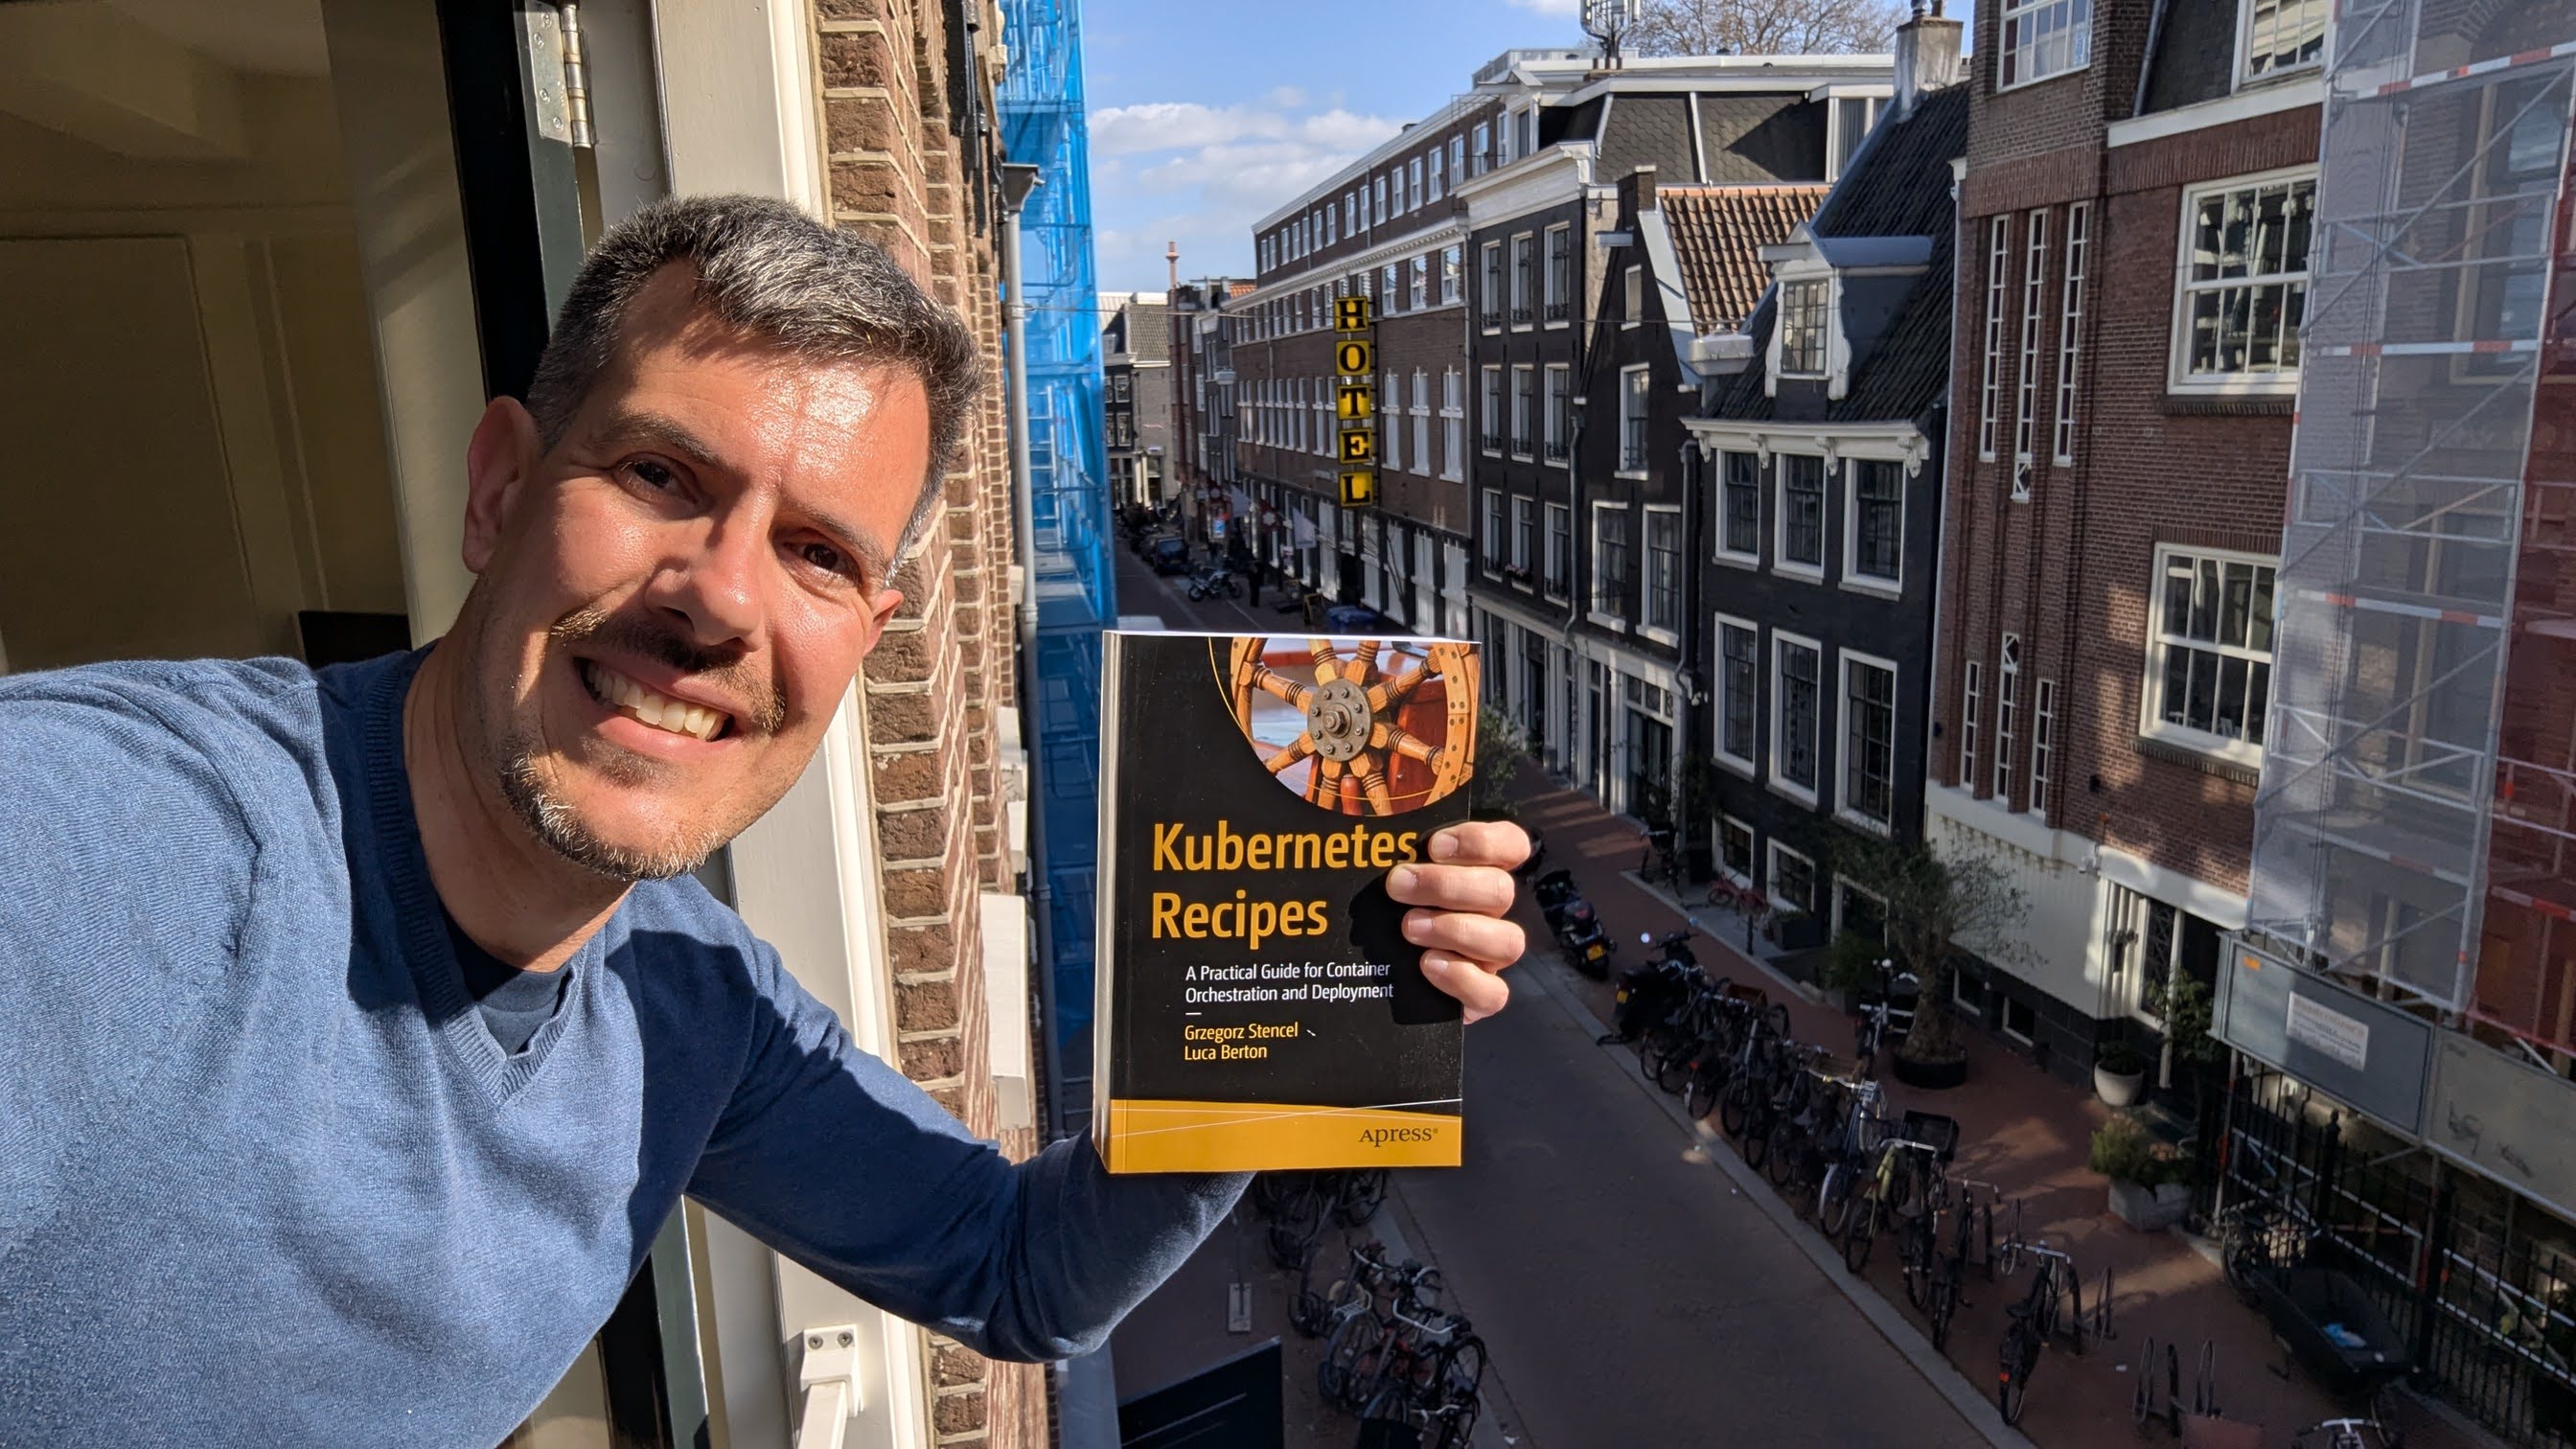 HOTEL
Kubernetes
Recipes
A Practical Guide for Container
Orchestration and Deployment
Grzegorz Stencel
Luca Berton
Apress®